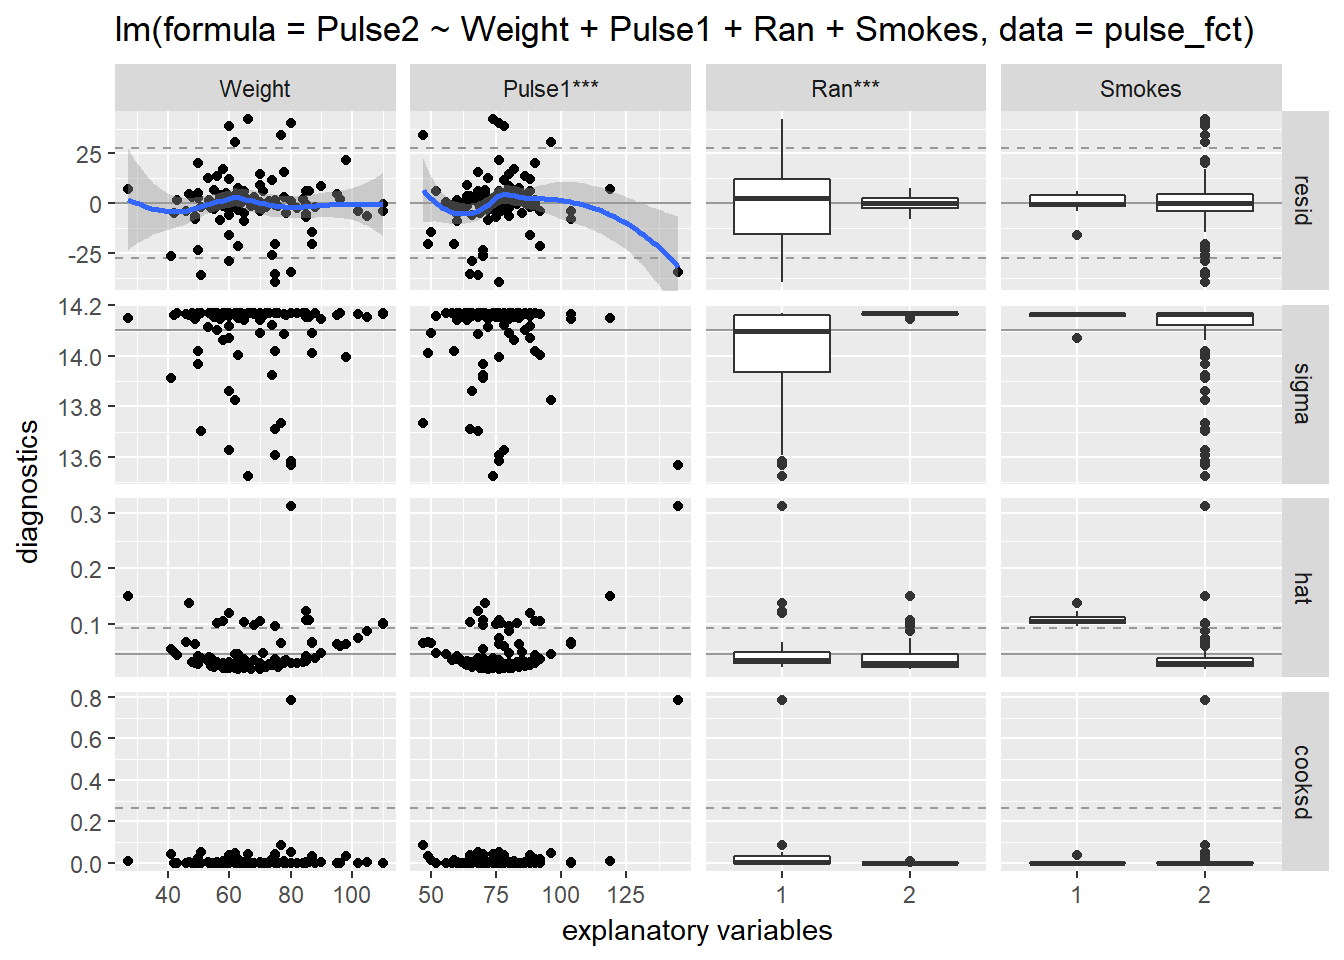 lm(formula = Pulse2 ~ Weight + Pulse1 + Ran + Smokes, data = pulse_fct)
Weight
Pulse1***
Ran***
Smokes
25
0
-25
resid
14.2
14.0
13.8
13.6
sigma
0.3
0.2
0.1
hat
0.8
0.6
0.4
0.2
0.0
cooksd
diagnostics
40 60 80 100
50 75 100 125
1 2
1 2
explanatory variables